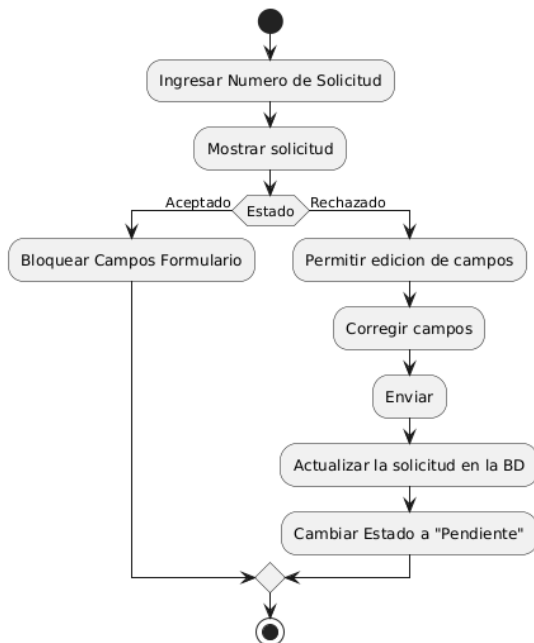 Ingresar Numero de Solicitud
Mostrar solicitud
Aceptado
Estado
Rechazado
Bloquear Campos Formulario
Permitir edicion de campos
Corregir campos
Enviar
Actualizar la solicitud en la BD
Cambiar Estado a "Pendiente"